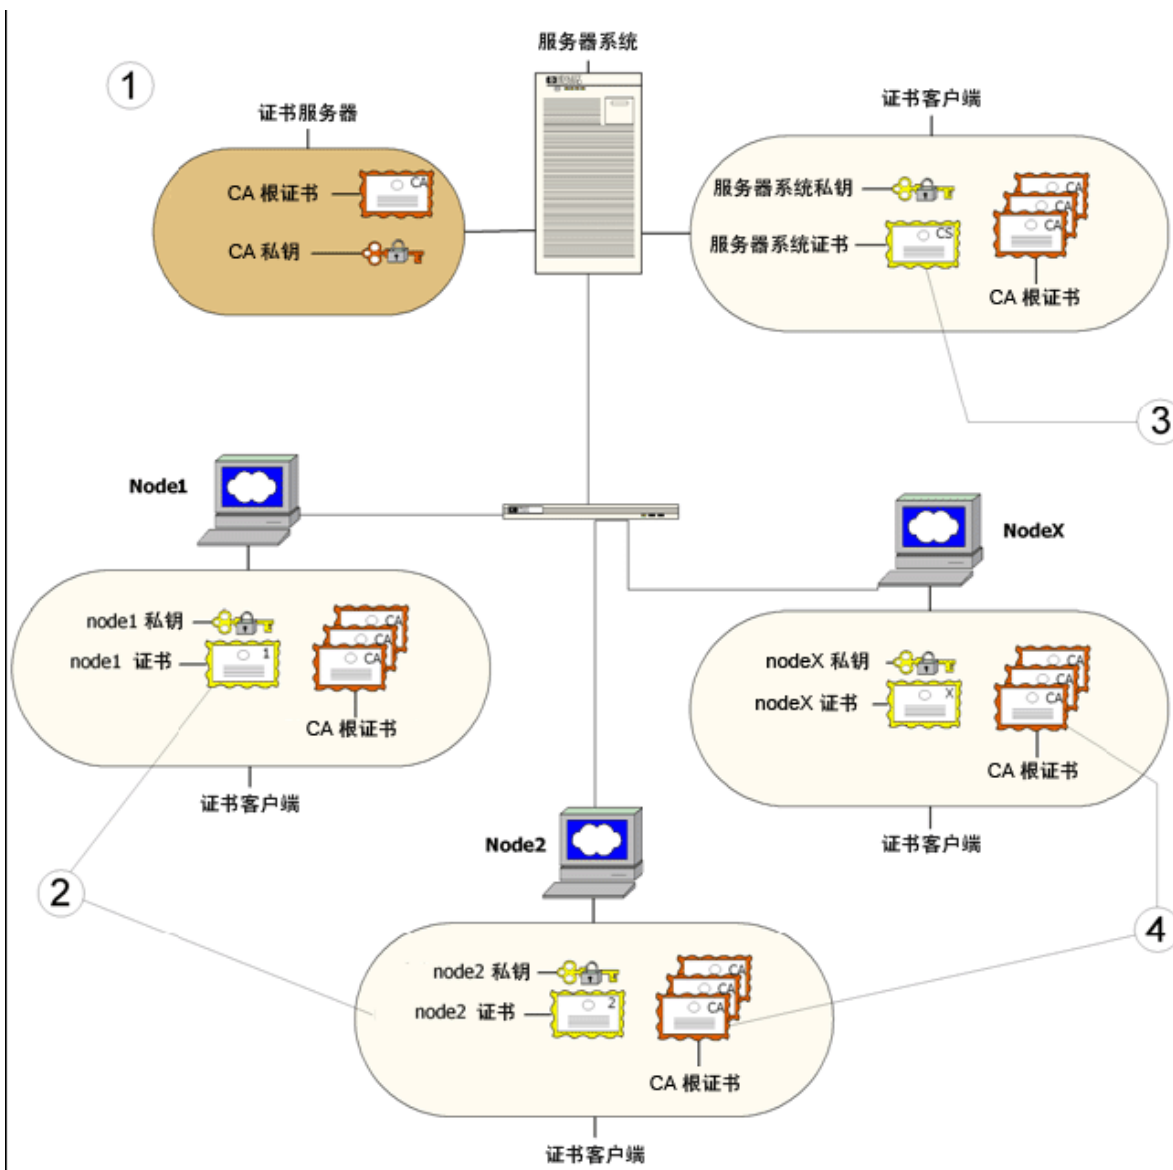 服务器系统
1
证书服务器
CA 根证书
CA
CA 私钥
证书客户端
服务器系统私钥
服务器系统证书
CS
CA
CA
CA
CA 根证书
3
Node1
node1 私钥
node1 证书
1
CA
CA
CA
CA 根证书
证书客户端
NodeX
nodeX 私钥
nodeX 证书
X
CA
CA
CA
CA 根证书
证书客户端
2
Node2
node2 私钥
node2 证书
2
CA
CA
CA
CA 根证书
证书客户端
4